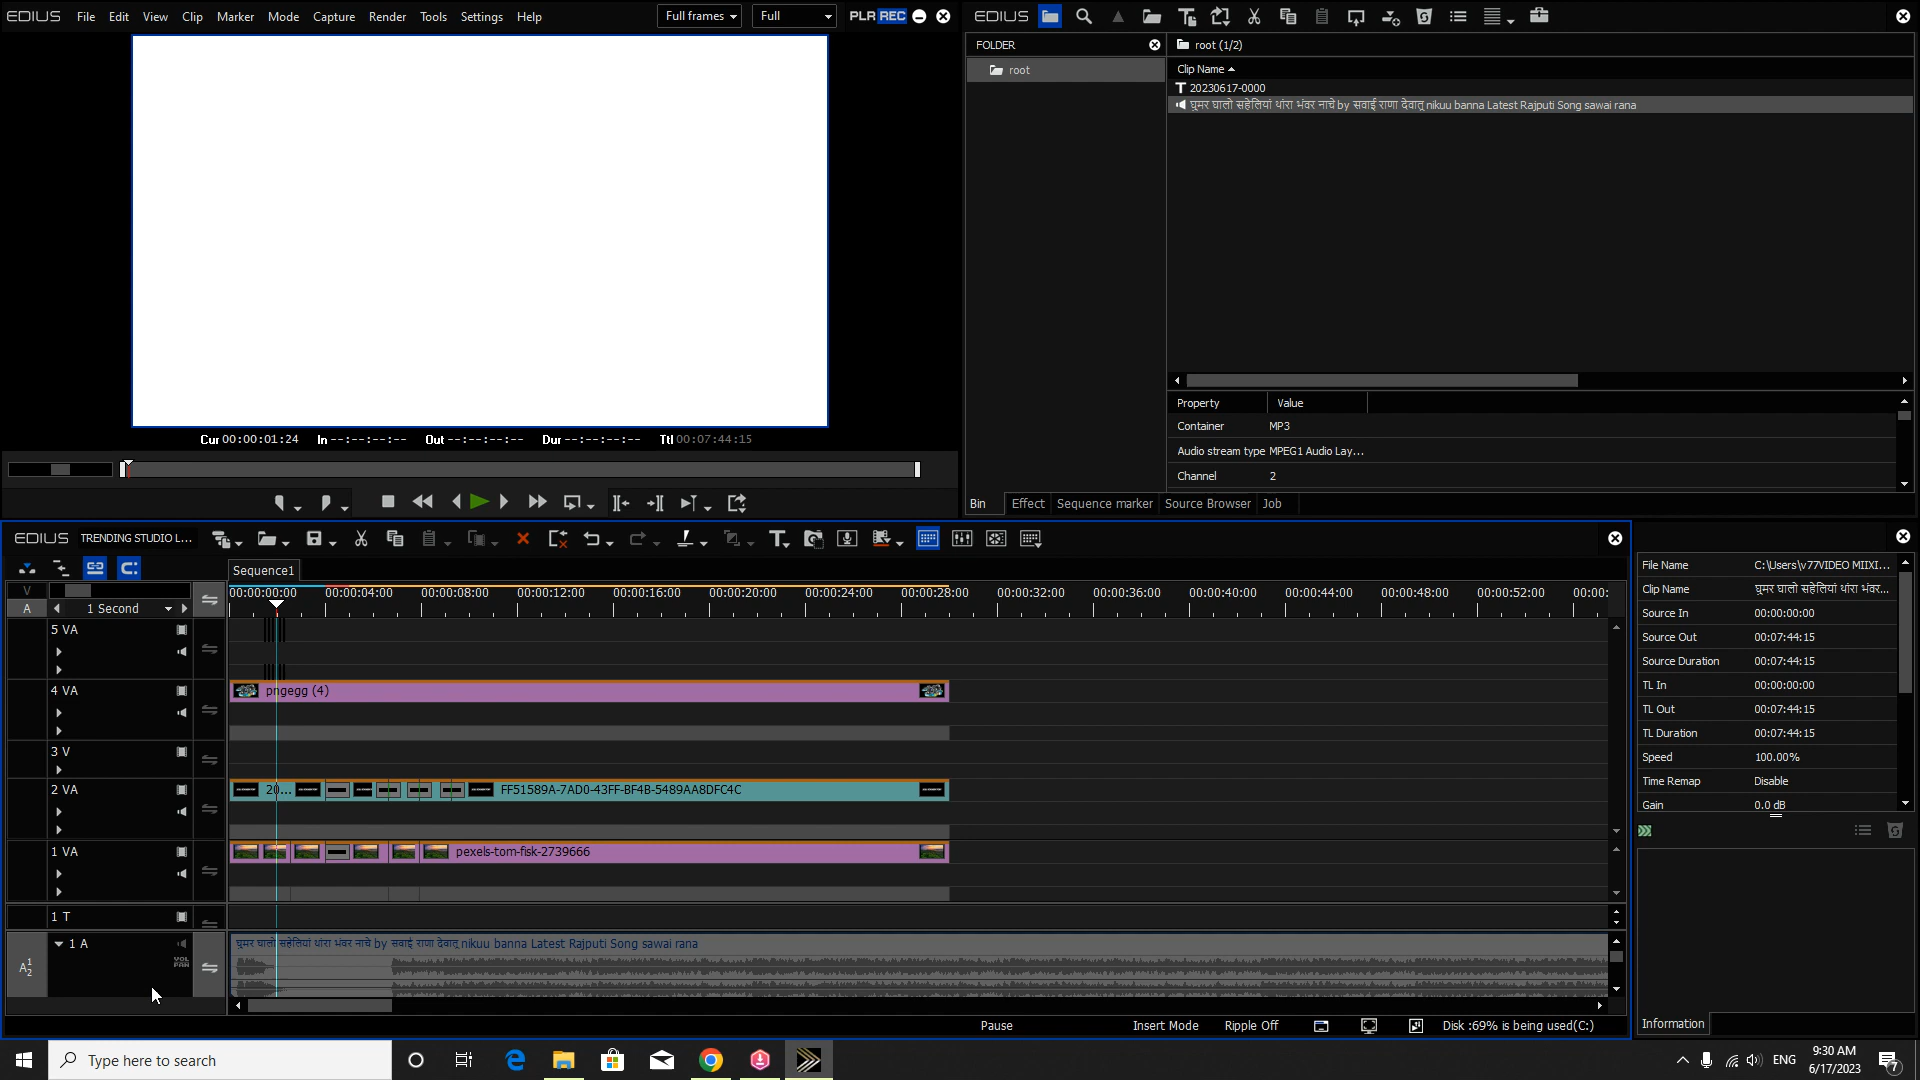 EDIUS File Edit View Clip Marker Mode Capture Render Tools Settings Help Full frames Full PLR REC
Cur 00:00:01:24 In --:--:--:-- Out --:--:--:-- Dur --:--:--:-- Ttl 00:07:44:15
EDIUS
FOLDER
root
root (1/2)
Clip Name
20230617-0000
घुमर घालो सहेलियां थांरा भंवर नाचे by सवाई राणा देवातू nikuu banna Latest Rajputi Song sawai rana
Property Value
Container MP3
Audio stream type MPEG1 Audio Lay...
Channel 2
Bin Effect Sequence marker Source Browser Job
EDIUS TRENDING STUDIO L...
Sequence1
V
A 1 Second
00:00:00:00 00:00:04:00 00:00:08:00 00:00:12:00 00:00:16:00 00:00:20:00 00:00:24:00 00:00:28:00 00:00:32:00 00:00:36:00 00:00:40:00 00:00:44:00 00:00:48:00 00:00:52:00 00:00:
5 VA
4 VA pngegg (4)
3 V
2 VA 20... FF51589A-7AD0-43FF-BF4B-5489AA8DFC4C
1 VA pexels-tom-fisk-2739666
1 T
1 A घुमर घालो सहेलियां थांरा भंवर नाचे by सवाई राणा देवातू nikuu banna Latest Rajputi Song sawai rana
VOL
PAN
A 1 2
Pause Insert Mode Ripple Off Disk :69% is being used(C:)
File Name C:\Users\v77VIDEO MIIXI...
Clip Name घुमर घालो सहेलियां थांरा भंवर...
Source In 00:00:00:00
Source Out 00:07:44:15
Source Duration 00:07:44:15
TL In 00:00:00:00
TL Out 00:07:44:15
TL Duration 00:07:44:15
Speed 100.00%
Time Remap Disable
Gain 0.0 dB
Information
Type here to search
ENG
9:30 AM
6/17/2023
7